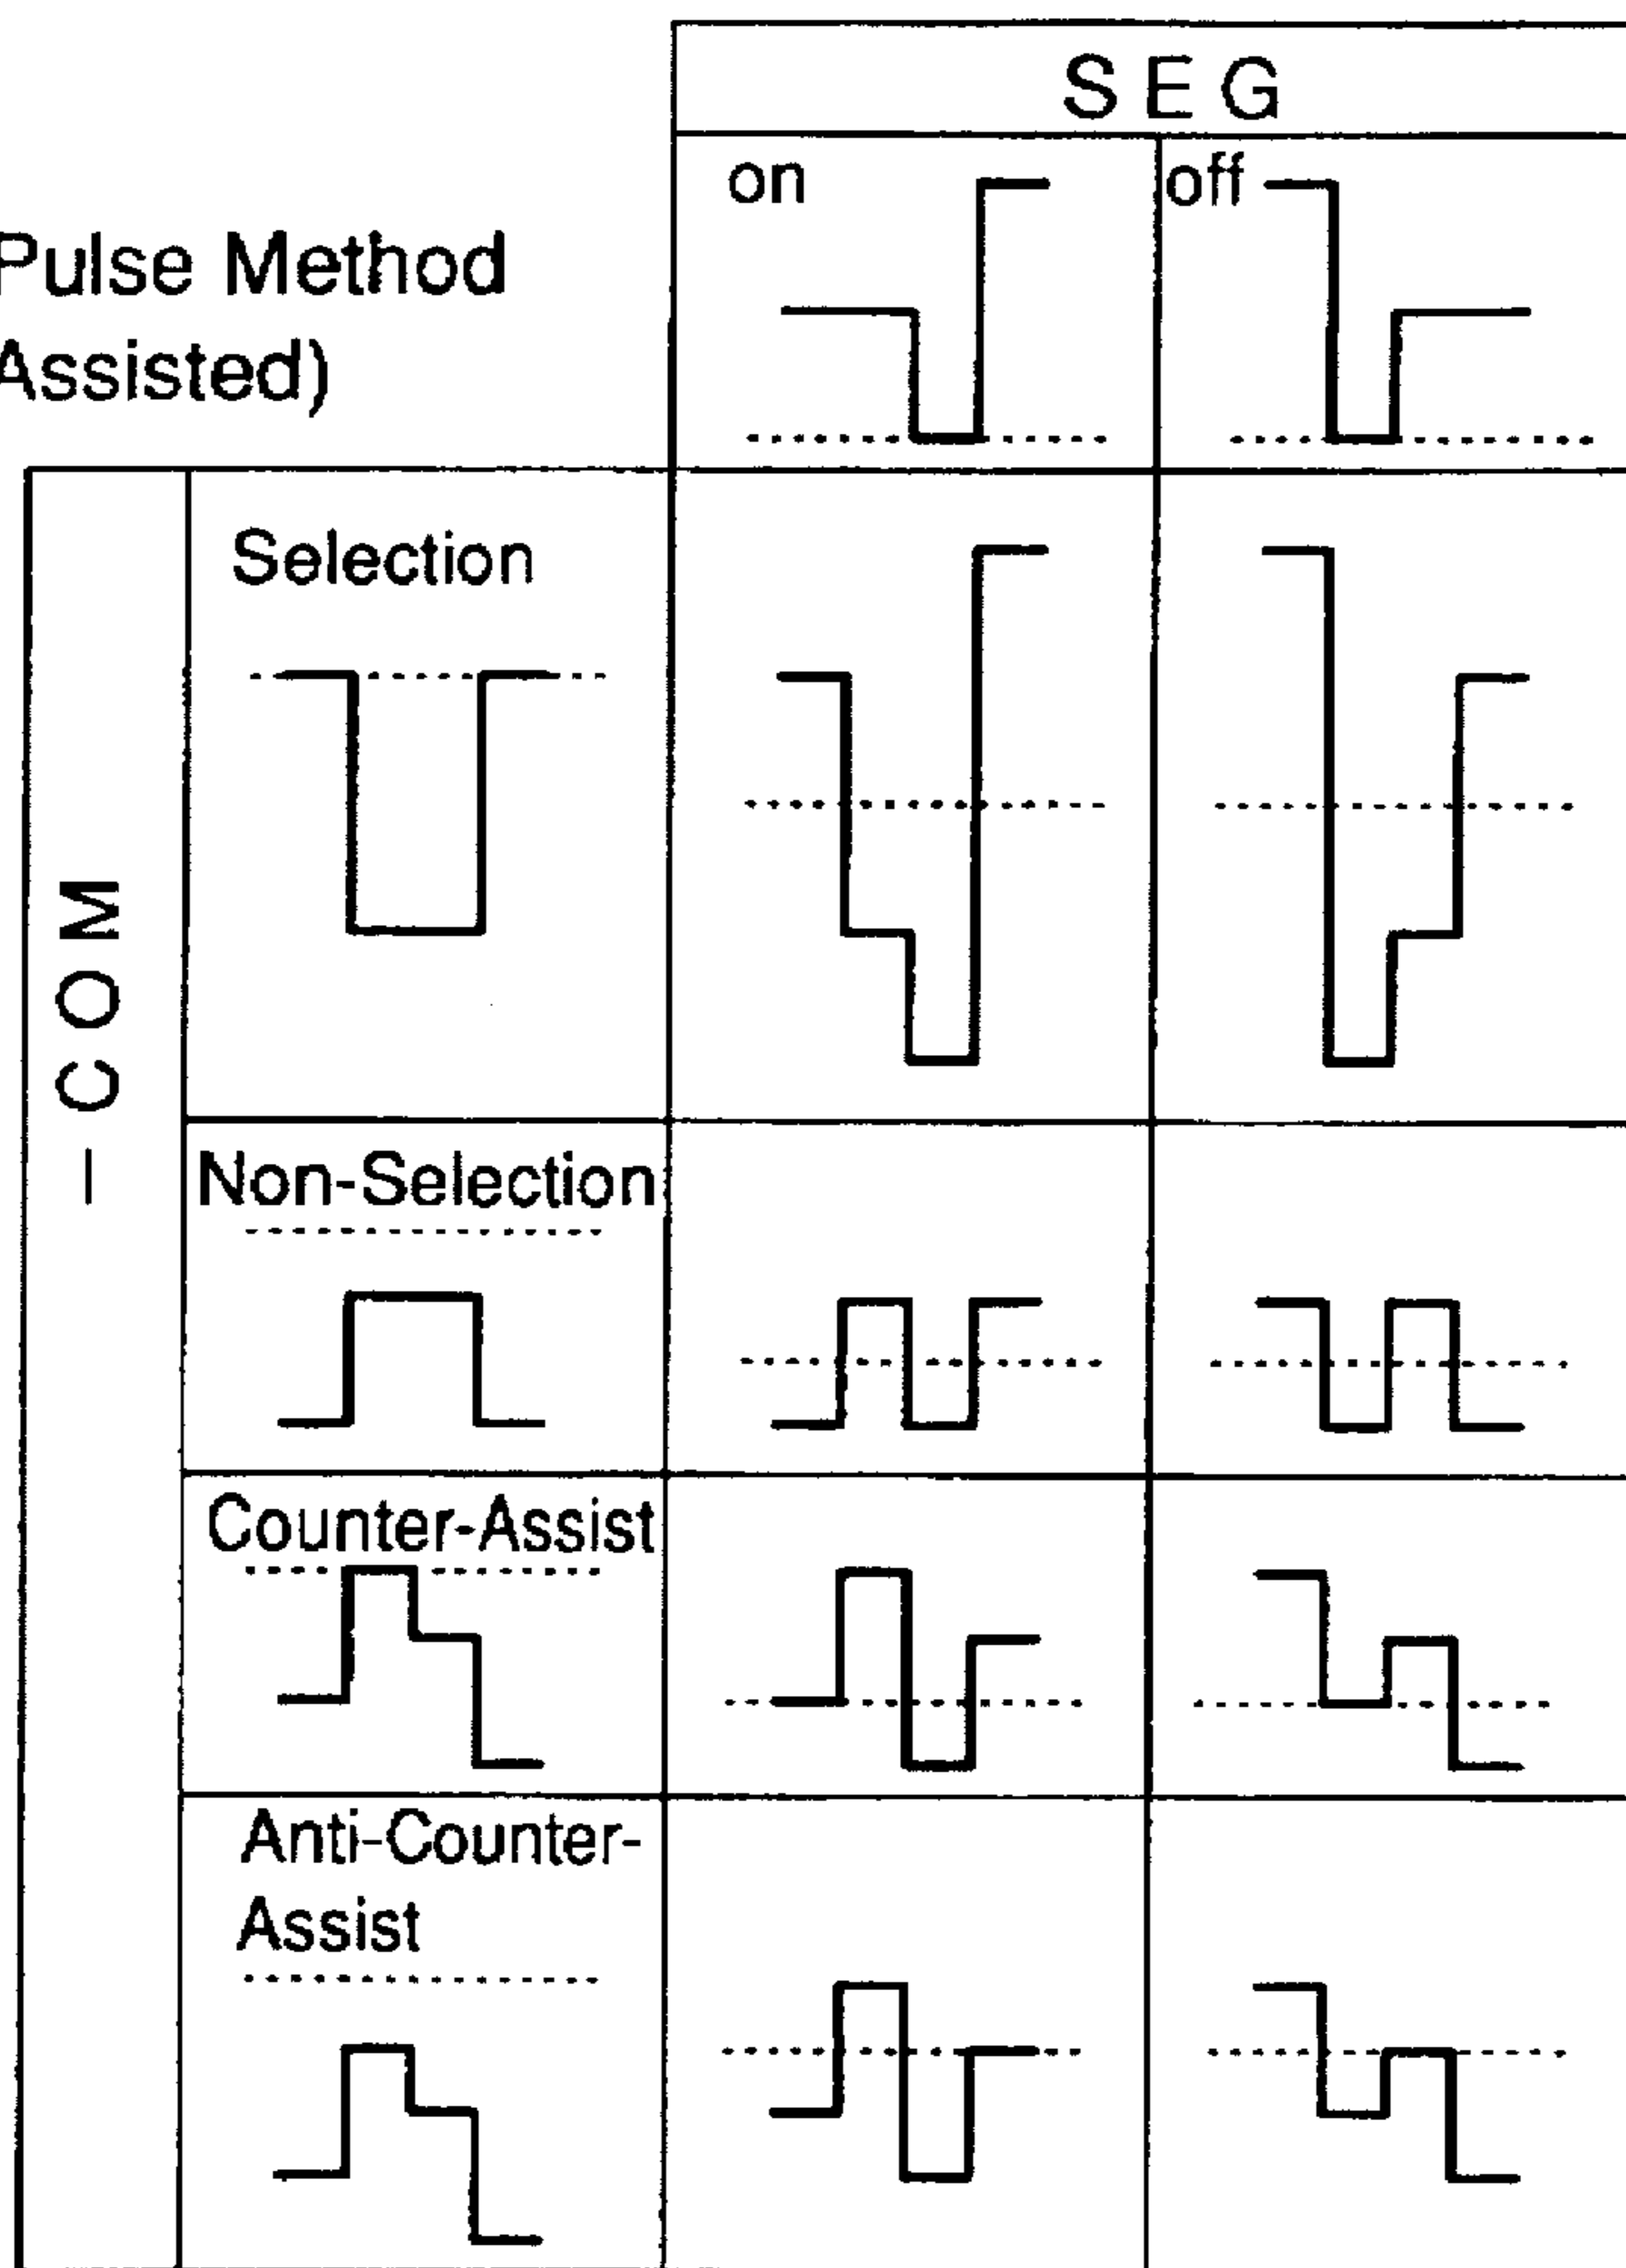 SEG
on
off
Pulse Method
Assisted)
Selection
– COM
Non-Selection
Counter-Assist
Anti-Counter-
Assist